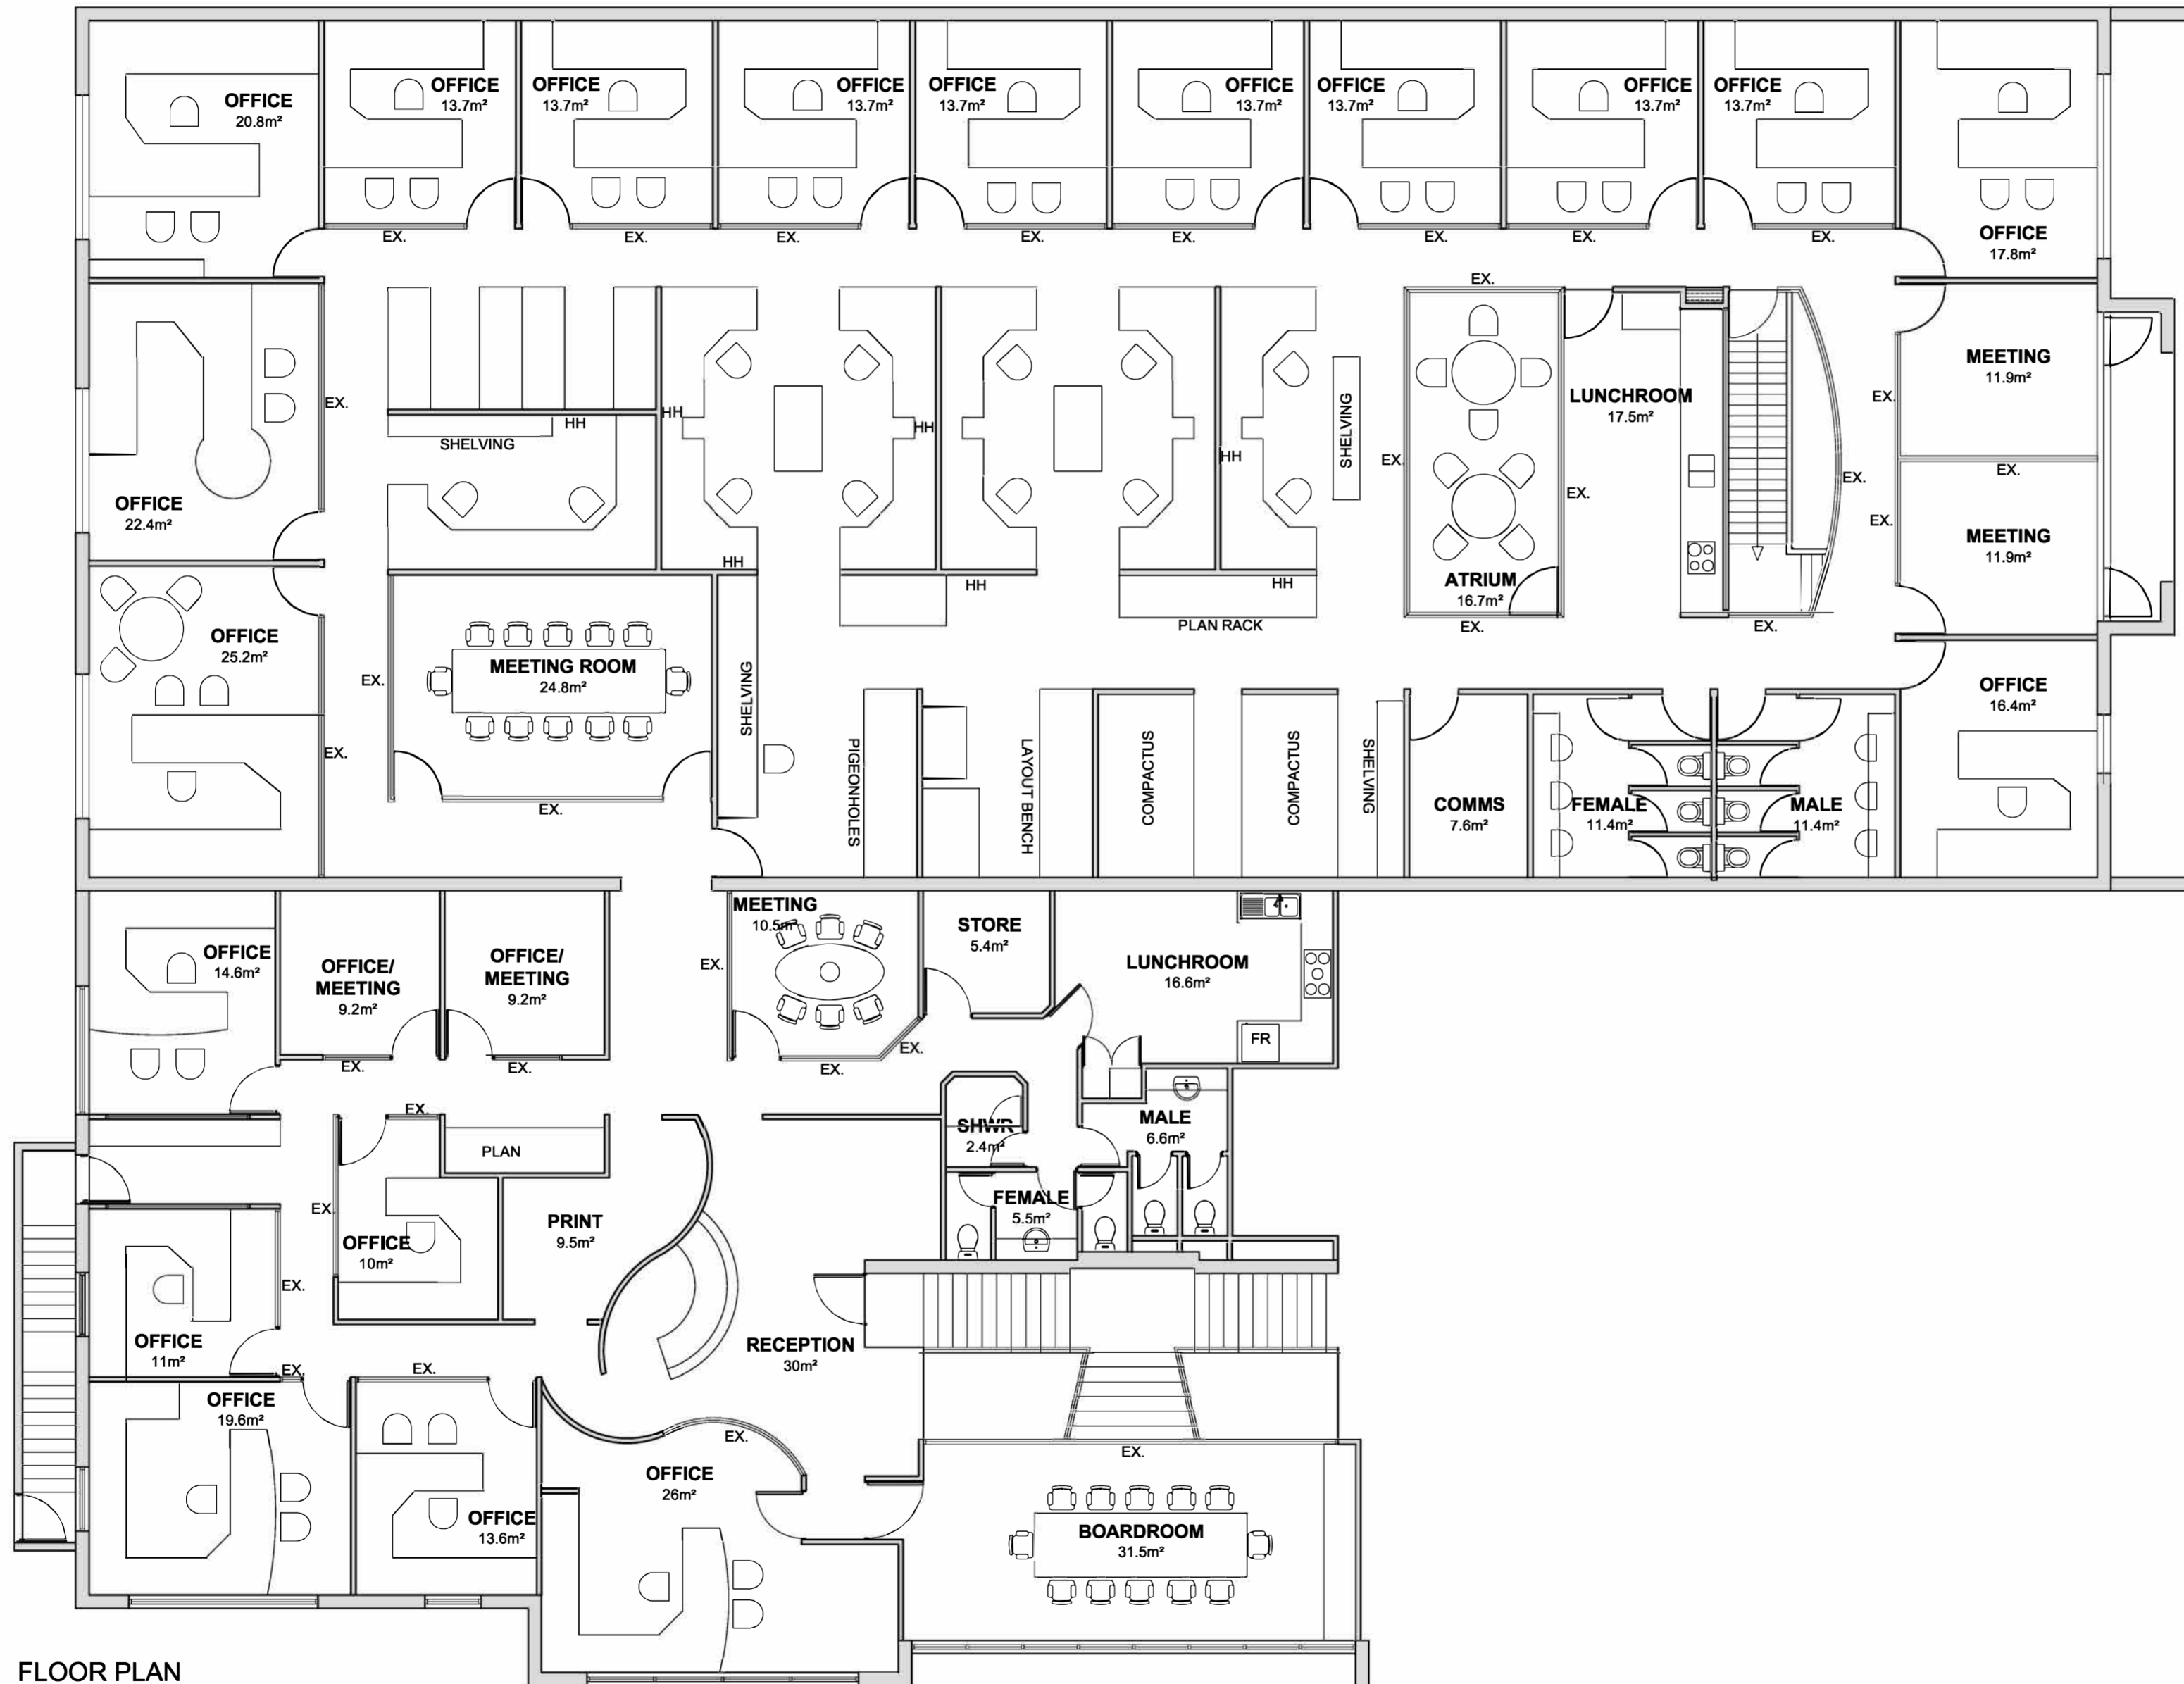 OFFICE
20.8m²
OFFICE
13.7m²
OFFICE
13.7m²
OFFICE
13.7m²
OFFICE
13.7m²
OFFICE
13.7m²
OFFICE
13.7m²
OFFICE
13.7m²
OFFICE
13.7m²
OFFICE
17.8m²
EX.
EX.
EX.
EX.
EX.
EX.
EX.
EX.
EX.
MEETING
11.9m²
LUNCHROOM
17.5m²
EX.
EX.
HH
HH
HH
SHELVING
SHELVING
HH
EX.
EX.
EX.
EX.
OFFICE
22.4m²
EX.
MEETING
11.9m²
HH
HH
HH
ATRIUM
16.7m²
PLAN RACK
EX.
EX.
OFFICE
25.2m²
MEETING ROOM
24.8m²
EX.
SHELVING
OFFICE
16.4m²
EX.
EX.
PIGEONHOLES
LAYOUT BENCH
COMPACTUS
COMPACTUS
SHELVING
COMMS
7.6m²
FEMALE
11.4m²
MALE
11.4m²
MEETING
10.5m²
STORE
5.4m²
OFFICE
14.6m²
OFFICE/
MEETING
9.2m²
OFFICE/
MEETING
9.2m²
EX.
LUNCHROOM
16.6m²
FR
EX.
EX.
EX.
EX.
EX.
SHWR
2.4m²
MALE
6.6m²
PLAN
EX.
FEMALE
5.5m²
PRINT
9.5m²
OFFICE
10m²
EX.
OFFICE
11m²
RECEPTION
30m²
EX.
EX.
OFFICE
19.6m²
EX.
EX.
OFFICE
26m²
OFFICE
13.6m²
BOARDROOM
31.5m²
FLOOR PLAN